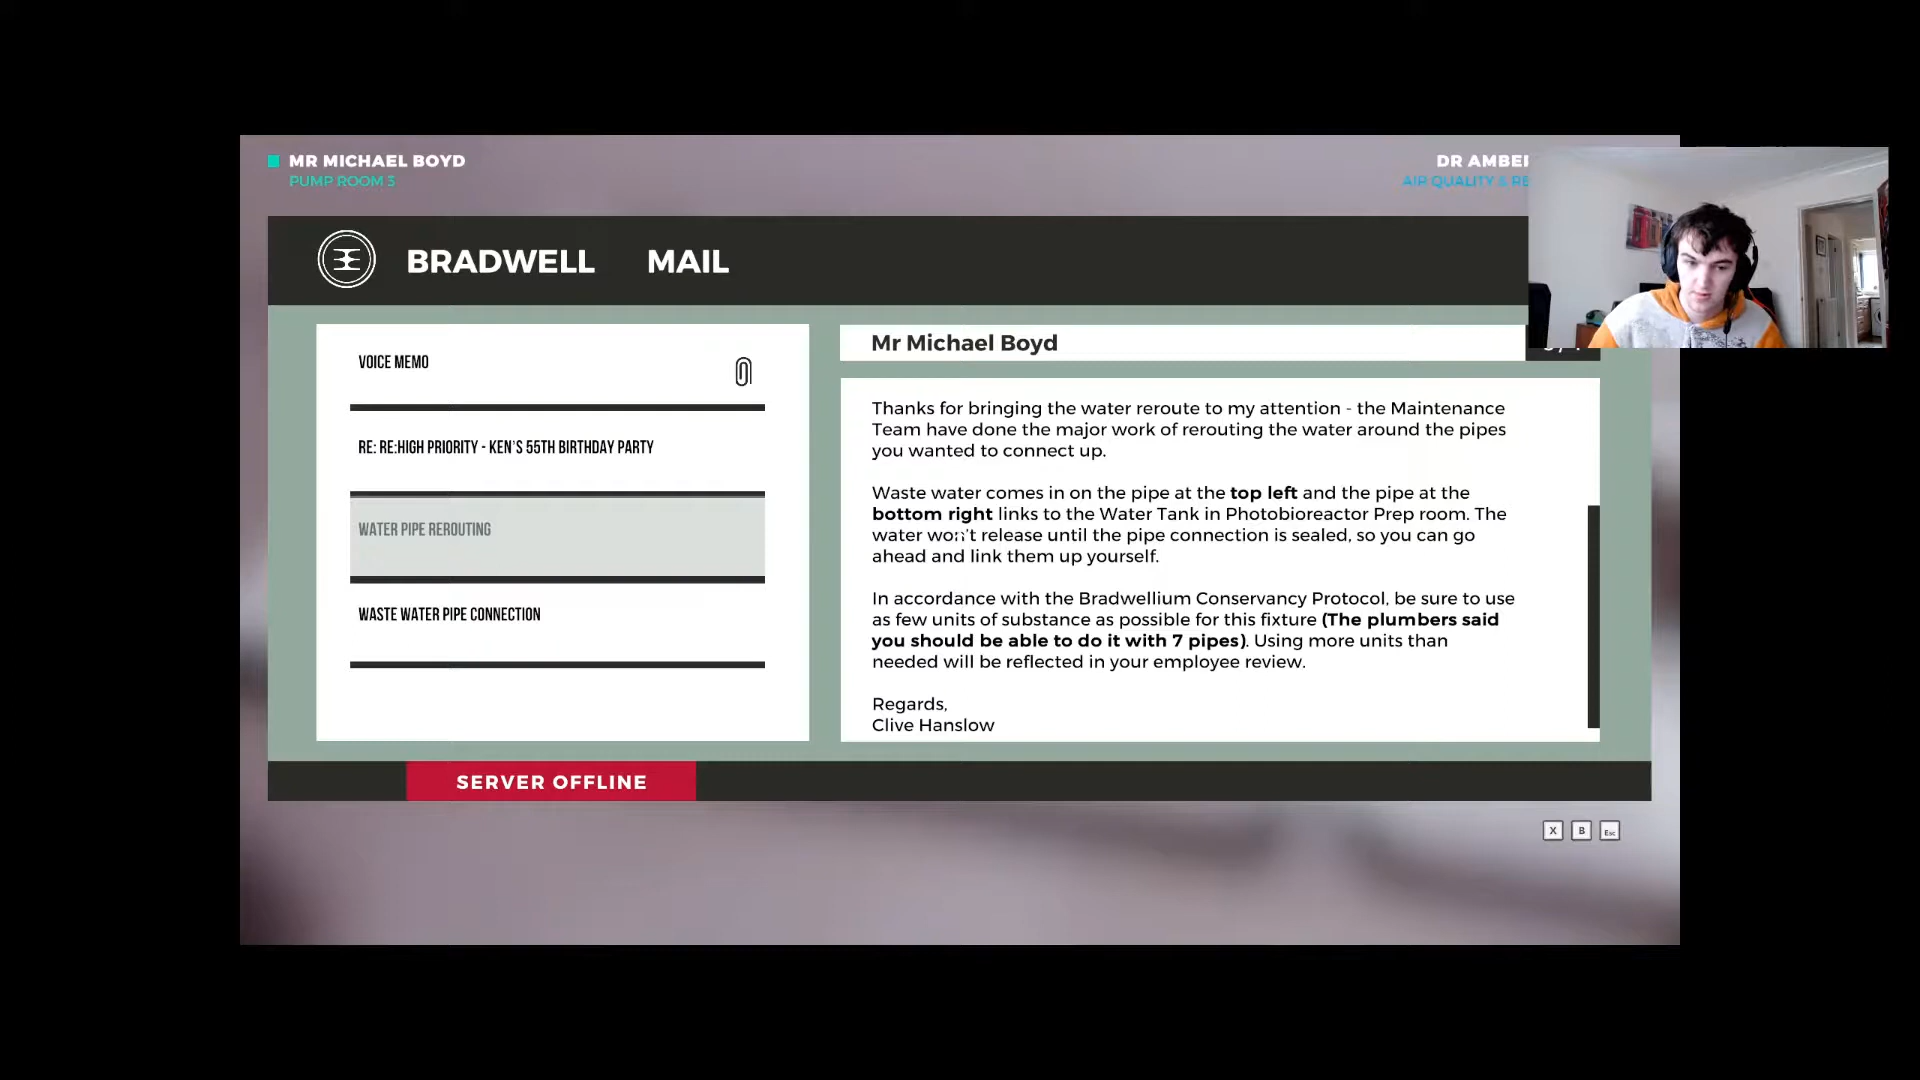 MR MICHAEL BOYD
PUMP ROOM 3
DR AMBER
AIR QUALITY & RE
BRADWELL MAIL
VOICE MEMO
RE: RE:HIGH PRIORITY - KEN'S 55TH BIRTHDAY PARTY
WATER PIPE REROUTING
WASTE WATER PIPE CONNECTION
Mr Michael Boyd
Thanks for bringing the water reroute to my attention - the Maintenance
Team have done the major work of rerouting the water around the pipes
you wanted to connect up.
Waste water comes in on the pipe at the top left and the pipe at the
bottom right links to the Water Tank in Photobioreactor Prep room. The
water won't release until the pipe connection is sealed, so you can go
ahead and link them up yourself.
In accordance with the Bradwellium Conservancy Protocol, be sure to use
as few units of substance as possible for this fixture (The plumbers said
you should be able to do it with 7 pipes). Using more units than
needed will be reflected in your employee review.
Regards,
Clive Hanslow
SERVER OFFLINE
X B Esc